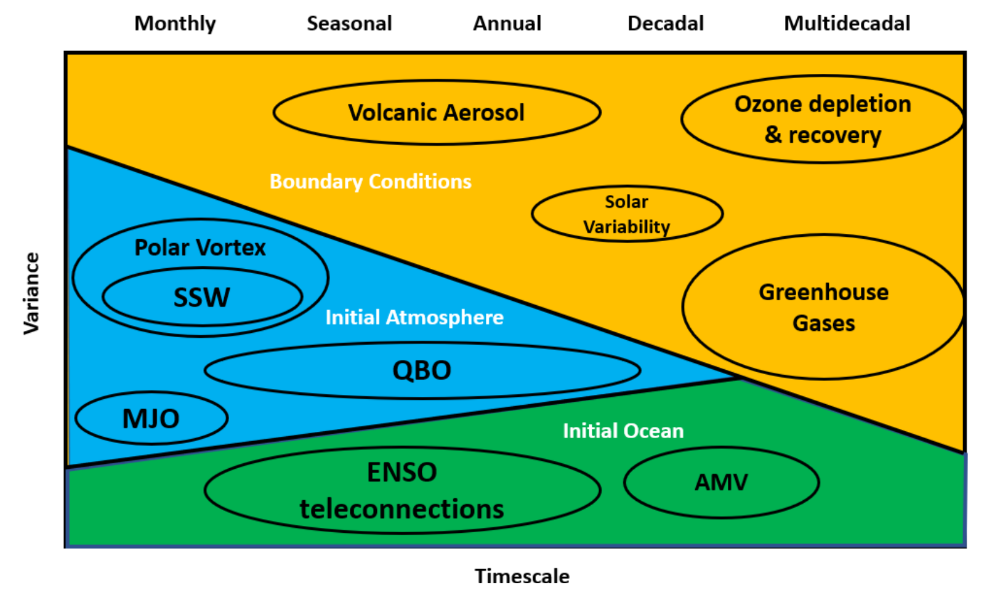 Monthly Seasonal Annual Decadal Multidecadal
Volcanic Aerosol
Ozone depletion
& recovery
Boundary Conditions
Solar
Variability
Polar Vortex
SSW
Greenhouse
Gases
Initial Atmosphere
QBO
MJO
Initial Ocean
ENSO
teleconnections
AMV
Variance
Timescale